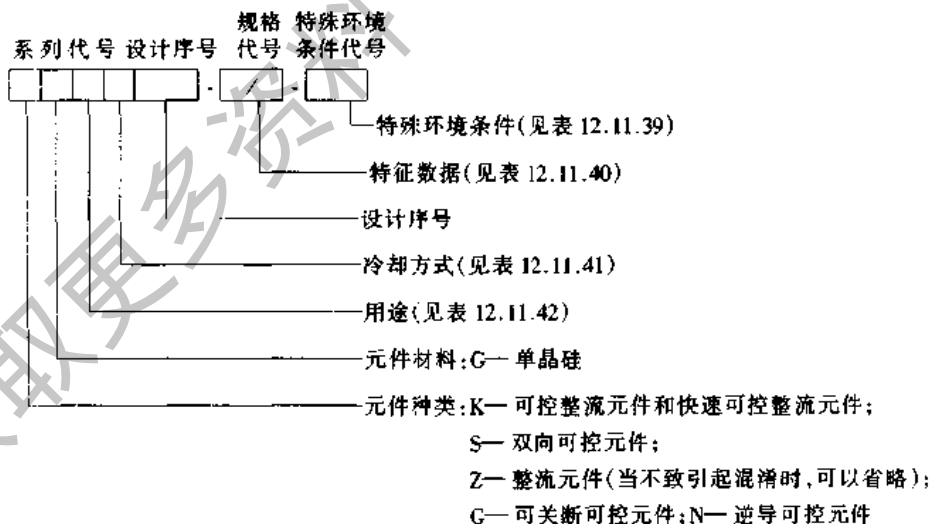 规格 特殊环境
系列代号 设计序号 代号 条件代号
- / -
特殊环境条件(见表 12.11.39)
特征数据(见表 12.11.40)
设计序号
冷却方式(见表 12.11.41)
用途(见表 12.11.42)
元件材料:G— 单晶硅
元件种类:K— 可控整流元件和快速可控整流元件;
S— 双向可控元件;
Z— 整流元件(当不致引起混淆时,可以省略);
G— 可关断可控元件;N— 逆导可控元件
取更多资料